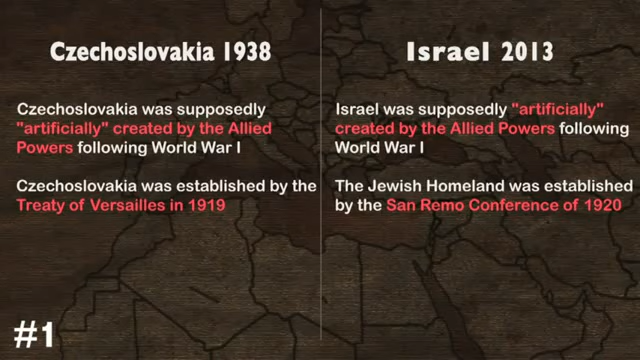 Czechoslovakia 1938
Czechoslovakia was supposedly
"artificially" created by the Allied
Powers following World War I
Czechoslovakia was established by the
Treaty of Versailles in 1919
Israel 2013
Israel was supposedly "artificially"
created by the Allied Powers following
World War I
The Jewish Homeland was established
by the San Remo Conference of 1920
#1